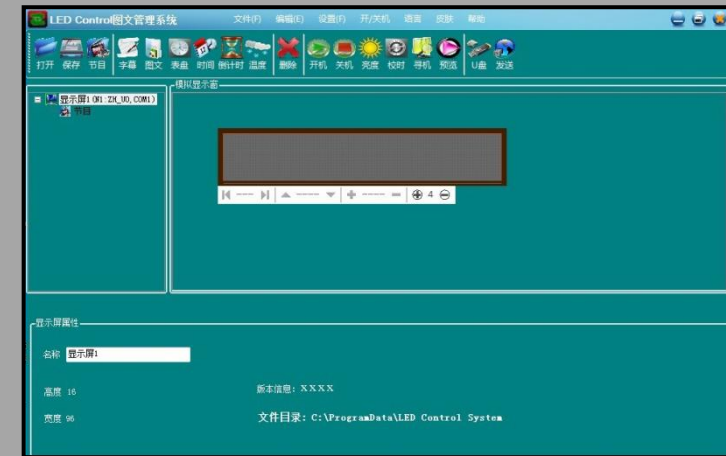 LED Control图文管理系统
文件(F) 编辑(E) 设置(P) 开/关机 语言 皮肤 帮助
打开 保存 节目 字幕 图文 表盘 时间 倒计时 温度 删除 开机 关机 亮度 校时 寻机 预览 U盘 发送
模拟显示窗
显示屏1(N1:ZH_U0,COM1)
节目
4
显示屏属性
名称 显示屏1
高度 16
版本信息: XXXX
宽度 96
文件目录: C:\ProgramData\LED Control System